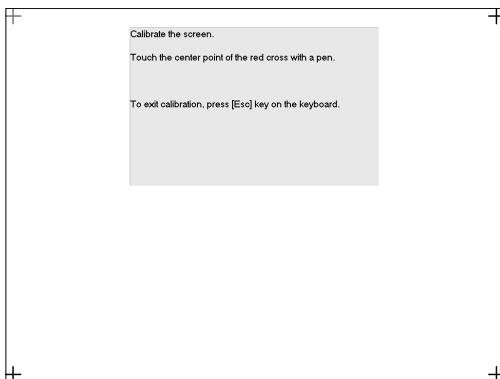 Calibrate the screen.
Touch the center point of the red cross with a pen.
To exit calibration, press [Esc] key on the keyboard.